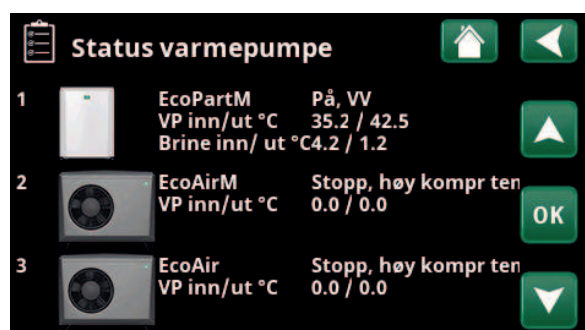 Status varmepumpe
1 EcoPartM På, VV
VP inn/ut °C 35.2 / 42.5
Brine inn/ ut °C4.2 / 1.2
2 EcoAirM Stopp, høy kompr ten
VP inn/ut °C 0.0 / 0.0
OK
3 EcoAir Stopp, høy kompr ten
VP inn/ut °C 0.0 / 0.0